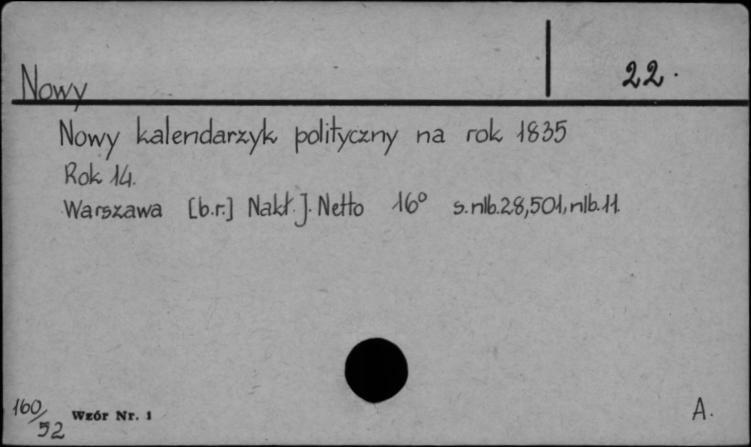 Nowy
22.
Nowy kalendarzyk polityczny na rok 1835
Rok 14.
Warszawa [b.r.] Nakł. J. Netto 16° s.nlb.28,501,nlb.11.
160/52 Wzór Nr. 1
A.